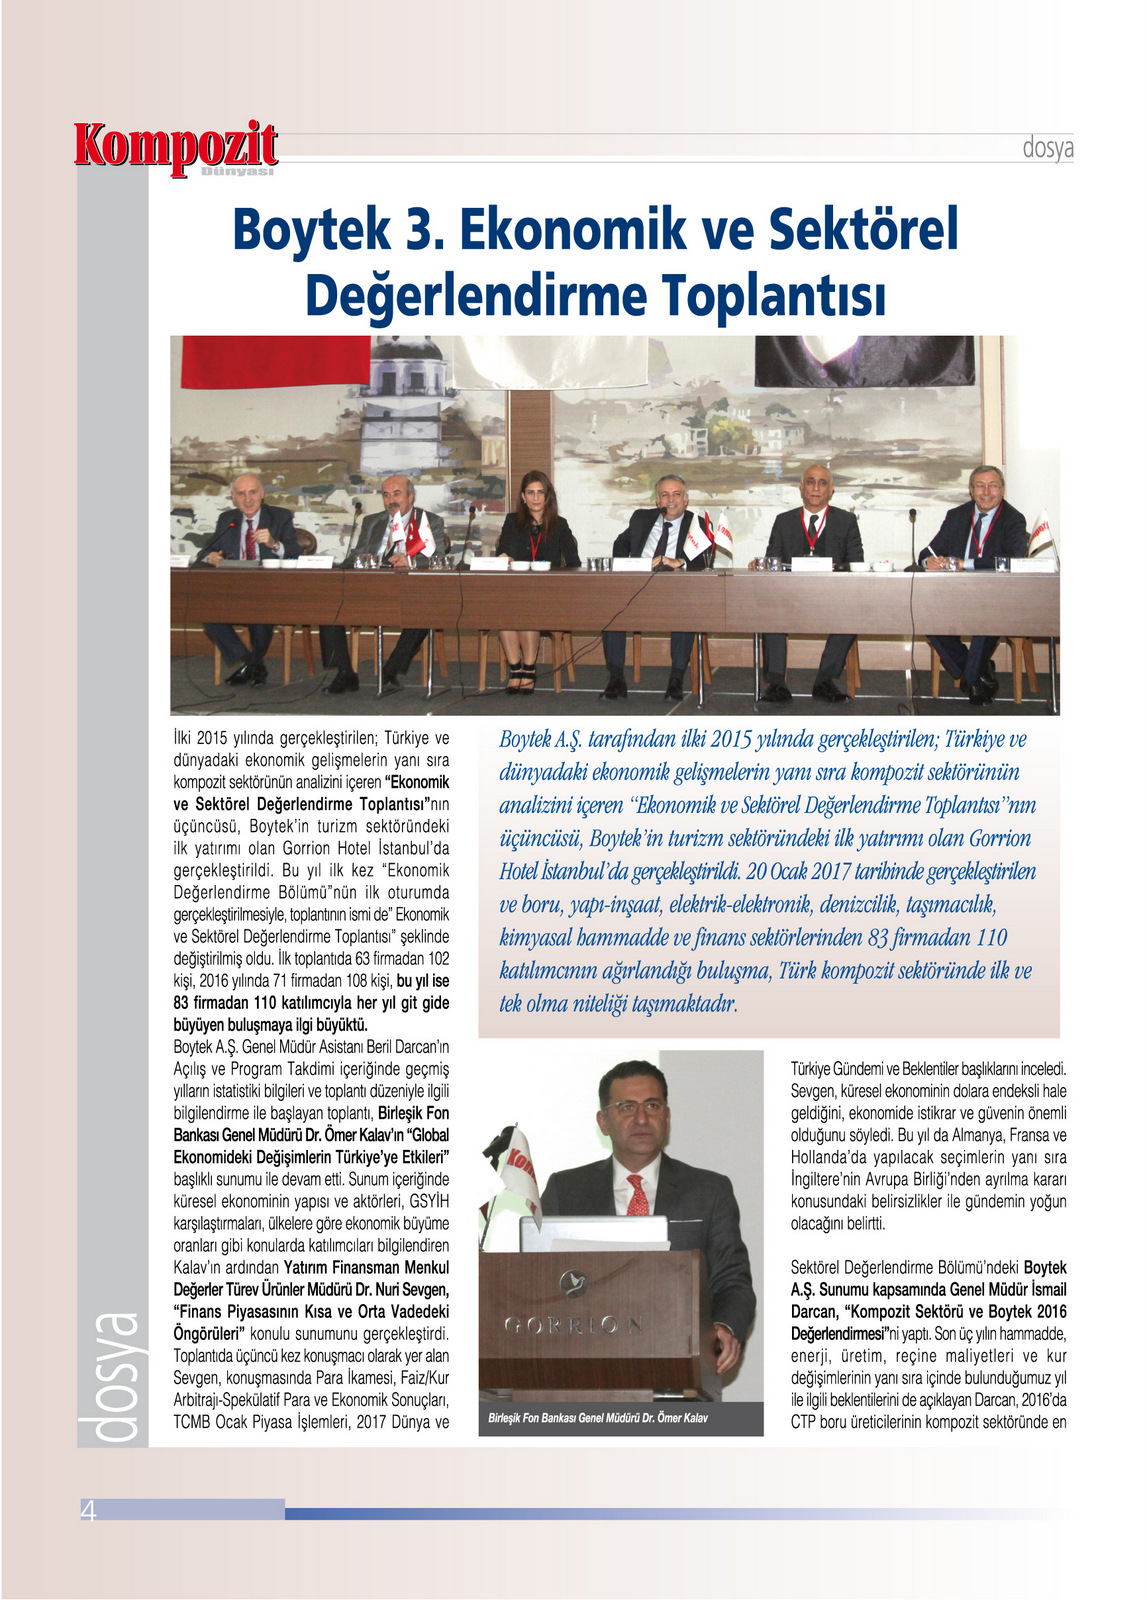 Kompozit
Dünyası
dosya
Boytek 3. Ekonomik ve Sektörel
Değerlendirme Toplantısı
İlki 2015 yılında gerçekleştirilen; Türkiye ve
dünyadaki ekonomik gelişmelerin yanı sıra
kompozit sektörünün analizini içeren “Ekonomik
ve Sektörel Değerlendirme Toplantısı”nın
üçüncüsü, Boytek’in turizm sektöründeki
ilk yatırımı olan Gorrion Hotel İstanbul’da
gerçekleştirildi. Bu yıl ilk kez “Ekonomik
Değerlendirme Bölümü”nün ilk oturumda
gerçekleştirilmesiyle, toplantının ismi de” Ekonomik
ve Sektörel Değerlendirme Toplantısı” şeklinde
değiştirilmiş oldu. İlk toplantıda 63 firmadan 102
kişi, 2016 yılında 71 firmadan 108 kişi, bu yıl ise
83 firmadan 110 katılımcıyla her yıl git gide
büyüyen buluşmaya ilgi büyüktü.
Boytek A.Ş. Genel Müdür Asistanı Beril Darcan’ın
Açılış ve Program Takdimi içeriğinde geçmiş
yılların istatistiki bilgileri ve toplantı düzeniyle ilgili
bilgilendirme ile başlayan toplantı, Birleşik Fon
Bankası Genel Müdürü Dr. Ömer Kalav’ın “Global
Ekonomideki Değişimlerin Türkiye’ye Etkileri”
başlıklı sunumu ile devam etti. Sunum içeriğinde
küresel ekonominin yapısı ve aktörleri, GSYİH
karşılaştırmaları, ülkelere göre ekonomik büyüme
oranları gibi konularda katılımcıları bilgilendiren
Kalav’ın ardından Yatırım Finansman Menkul
Değerler Türev Ürünler Müdürü Dr. Nuri Sevgen,
“Finans Piyasasının Kısa ve Orta Vadedeki
Öngörüleri” konulu sunumunu gerçekleştirdi.
Toplantıda üçüncü kez konuşmacı olarak yer alan
Sevgen, konuşmasında Para İkamesi, Faiz/Kur
Arbitrajı-Spekülatif Para ve Ekonomik Sonuçları,
TCMB Ocak Piyasa İşlemleri, 2017 Dünya ve
Boytek A.Ş. tarafından ilki 2015 yılında gerçekleştirilen; Türkiye ve
dünyadaki ekonomik gelişmelerin yanı sıra kompozit sektörünün
analizini içeren “Ekonomik ve Sektörel Değerlendirme Toplantısı”nın
üçüncüsü, Boytek’in turizm sektöründeki ilk yatırımı olan Gorrion
Hotel İstanbul’da gerçekleştirildi. 20 Ocak 2017 tarihinde gerçekleştirilen
ve boru, yapı-inşaat, elektrik-elektronik, denizcilik, taşımacılık,
kimyasal hammadde ve finans sektörlerinden 83 firmadan 110
katılımcının ağırlandığı buluşma, Türk kompozit sektöründe ilk ve
tek olma niteliği taşımaktadır.
GORRION
Birleşik Fon Bankası Genel Müdürü Dr. Ömer Kalav
Türkiye Gündemi ve Beklentiler başlıklarını inceledi.
Sevgen, küresel ekonominin dolara endeksli hale
geldiğini, ekonomide istikrar ve güvenin önemli
olduğunu söyledi. Bu yıl da Almanya, Fransa ve
Hollanda’da yapılacak seçimlerin yanı sıra
İngiltere’nin Avrupa Birliği’nden ayrılma kararı
konusundaki belirsizlikler ile gündemin yoğun
olacağını belirtti.
Sektörel Değerlendirme Bölümü’ndeki Boytek
A.Ş. Sunumu kapsamında Genel Müdür İsmail
Darcan, “Kompozit Sektörü ve Boytek 2016
Değerlendirmesi”ni yaptı. Son üç yılın hammadde,
enerji, üretim, reçine maliyetleri ve kur
değişimlerinin yanı sıra içinde bulunduğumuz yıl
ile ilgili beklentilerini de açıklayan Darcan, 2016’da
CTP boru üreticilerinin kompozit sektöründe en
dosya
4